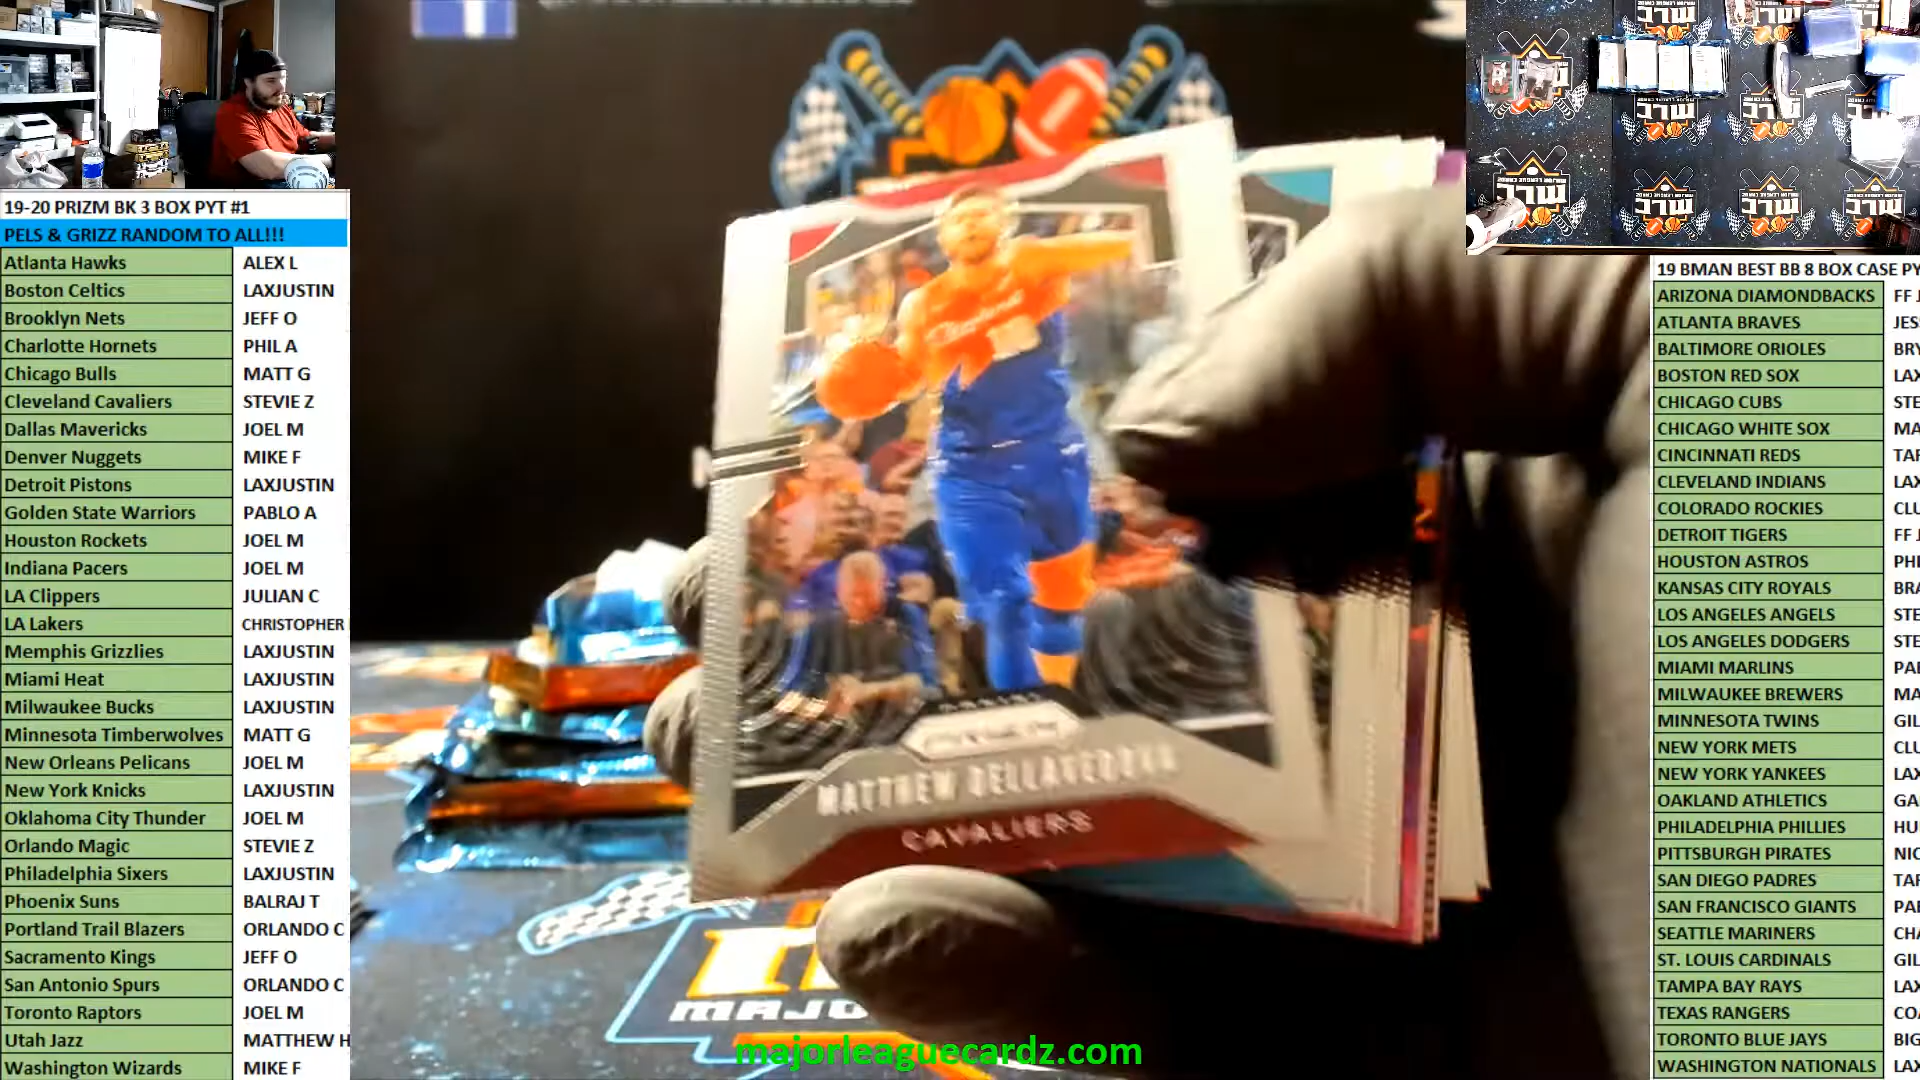 19-20 PRIZM BK 3 BOX PYT #1
PELS & GRIZZ RANDOM TO ALL!!!
Atlanta Hawks ALEX L
Boston Celtics LAXJUSTIN
Brooklyn Nets JEFF O
Charlotte Hornets PHIL A
Chicago Bulls MATT G
Cleveland Cavaliers STEVIE Z
Dallas Mavericks JOEL M
Denver Nuggets MIKE F
Detroit Pistons LAXJUSTIN
Golden State Warriors PABLO A
Houston Rockets JOEL M
Indiana Pacers JOEL M
LA Clippers JULIAN C
LA Lakers CHRISTOPHER
Memphis Grizzlies LAXJUSTIN
Miami Heat LAXJUSTIN
Milwaukee Bucks LAXJUSTIN
Minnesota Timberwolves MATT G
New Orleans Pelicans JOEL M
New York Knicks LAXJUSTIN
Oklahoma City Thunder JOEL M
Orlando Magic STEVIE Z
Philadelphia Sixers LAXJUSTIN
Phoenix Suns BALRAJ T
Portland Trail Blazers ORLANDO C
Sacramento Kings JEFF O
San Antonio Spurs ORLANDO C
Toronto Raptors JOEL M
Utah Jazz MATTHEW H
Washington Wizards MIKE F
PRIZM
MATTHEW DELLAVEDOVA
CAVALIERS
MAJO
majorleaguecardz.com
19 BMAN BEST BB 8 BOX CASE PY
ARIZONA DIAMONDBACKS FF J
ATLANTA BRAVES JES
BALTIMORE ORIOLES BRY
BOSTON RED SOX LAX
CHICAGO CUBS STE
CHICAGO WHITE SOX MA
CINCINNATI REDS TAR
CLEVELAND INDIANS LAX
COLORADO ROCKIES CLU
DETROIT TIGERS FF J
HOUSTON ASTROS PHI
KANSAS CITY ROYALS BRA
LOS ANGELES ANGELS STE
LOS ANGELES DODGERS STE
MIAMI MARLINS PAB
MILWAUKEE BREWERS MA
MINNESOTA TWINS GIL
NEW YORK METS CLU
NEW YORK YANKEES LAX
OAKLAND ATHLETICS GA
PHILADELPHIA PHILLIES HU
PITTSBURGH PIRATES NIC
SAN DIEGO PADRES TAR
SAN FRANCISCO GIANTS PAB
SEATTLE MARINERS CHA
ST. LOUIS CARDINALS GIL
TAMPA BAY RAYS LAX
TEXAS RANGERS COA
TORONTO BLUE JAYS BIG
WASHINGTON NATIONALS LAX